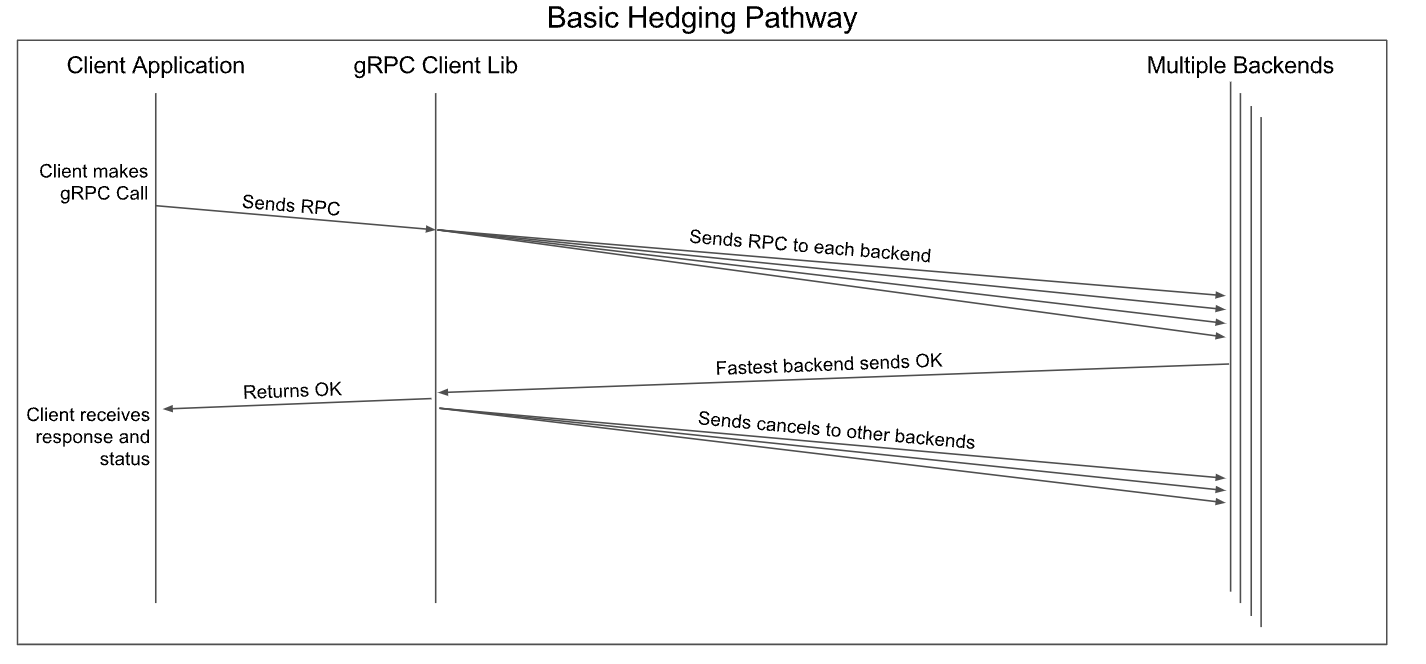 Basic Hedging Pathway
Client Application
gRPC Client Lib
Multiple Backends
Client makes
gRPC Call
Sends RPC
Sends RPC to each backend
Fastest backend sends OK
Returns OK
Client receives
response and
status
Sends cancels to other backends